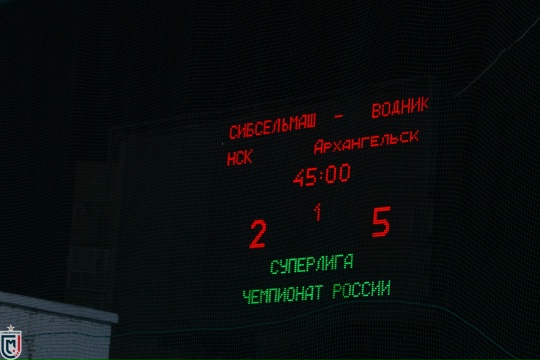 СИБСЕЛЬМАШ - ВОДНИК
НСК Архангельск
45:00
2 1 5
СУПЕРЛИГА
ЧЕМПИОНАТ РОССИИ